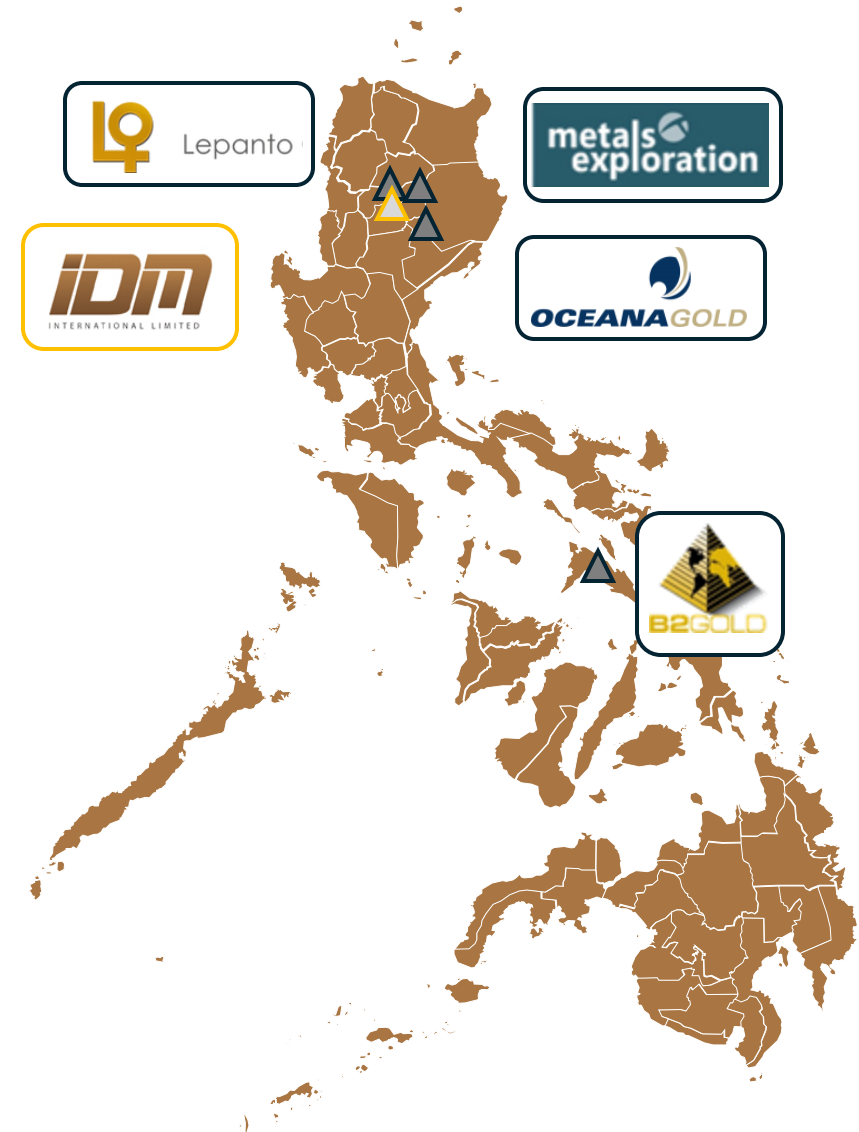 Lepanto
metals
exploration
iDM
INTERNATIONAL LIMITED
OCEANAGOLD
B2GOLD